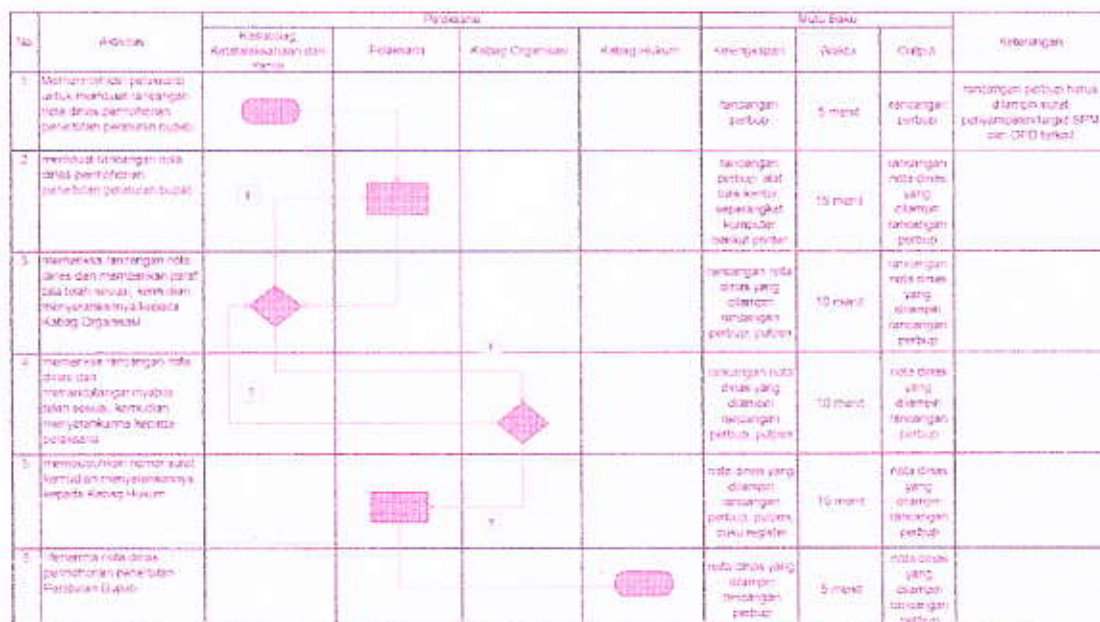 Pelaksana
Mutu Baku
No
Aktivitas
Kasubbag
Ketatalaksanaan dan
Pelaksana
Kabag Organisasi
Kabag Hukum
Kelengkapan
Waktu
Output
Keterangan
1
Memerintahkan pelaksana
untuk membuat rancangan
nota dinas permohonan
penelitian peraturan bupati
rancangan
perbup
5 menit
rancangan
perbup
rancangan perbup harus
dilampiri surat
penyampaian target SPM
dari OPD terkait
2
membuat rancangan nota
dinas permohonan
penelitian peraturan bupati
rancangan
perbup, alat
tulis kantor,
seperangkat
komputer
berikut printer
15 menit
rancangan
nota dinas
yang
dilampiri
rancangan
perbup
3
memeriksa rancangan nota
dinas dan memberikan paraf
bila telah sesuai, kemudian
menyerahkannya kepada
Kabag Organisasi
rancangan nota
dinas yang
dilampiri
rancangan
perbup, pulpen
10 menit
rancangan
nota dinas
yang
dilampiri
rancangan
perbup
4
memeriksa rancangan nota
dinas dan
menandatanganinya bila
telah sesuai, kemudian
kepada
pelaksana
rancangan nota
dinas yang
dilampiri
rancangan
perbup, pulpen
10 menit
nota dinas
yang
dilampiri
rancangan
perbup
5
membubuhkan nomor surat
kemudian menyerahkannya
kepada Kabag Hukum
nota dinas yang
dilampiri
rancangan
perbup, pulpen,
buku register
10 menit
nota dinas
yang
dilampiri
rancangan
perbup
6
Menerima nota dinas
permohonan penelitian
Peraturan Bupati
nota dinas yang
dilampiri
rancangan
perbup
5 menit
nota dinas
yang
dilampiri
rancangan
perbup